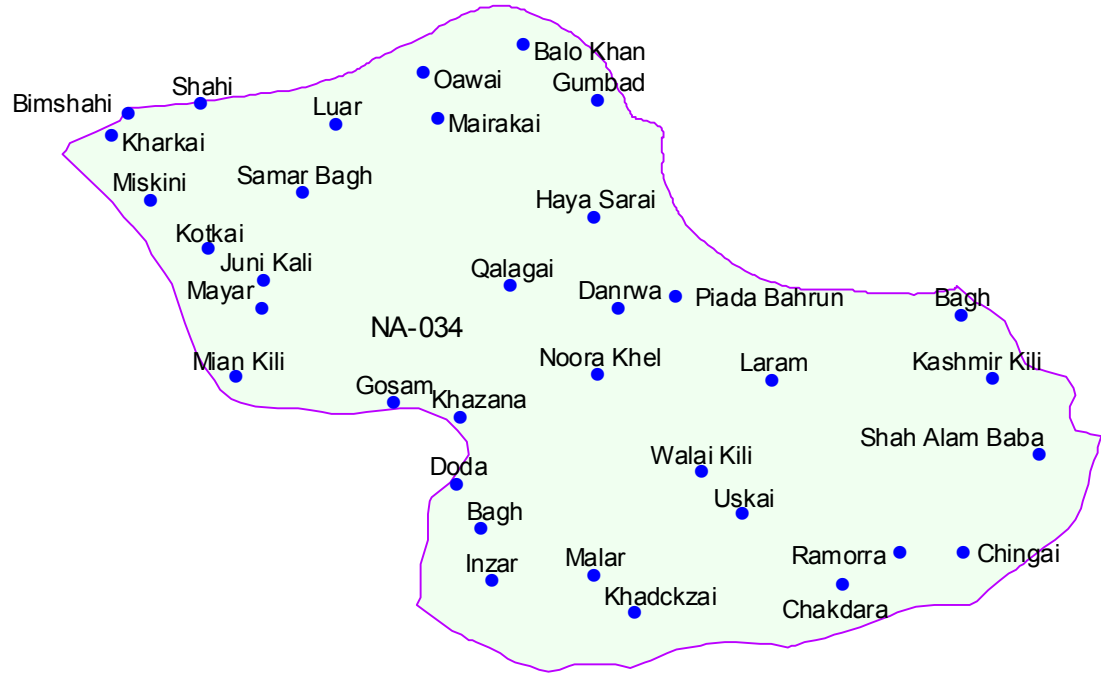 Balo Khan
Oawai
Gumbad
Shahi
Bimshahi
Luar
Mairakai
Kharkai
Miskini
Samar Bagh
Haya Sarai
Kotkai
Juni Kali
Qalagai
Mayar
Danrwa
Piada Bahrun
Bagh
NA-034
Mian Kili
Noora Khel
Laram
Kashmir Kili
Gosam
Khazana
Shah Alam Baba
Doda
Walai Kili
Uskai
Bagh
Inzar
Malar
Ramorra
Chingai
Khadckzai
Chakdara